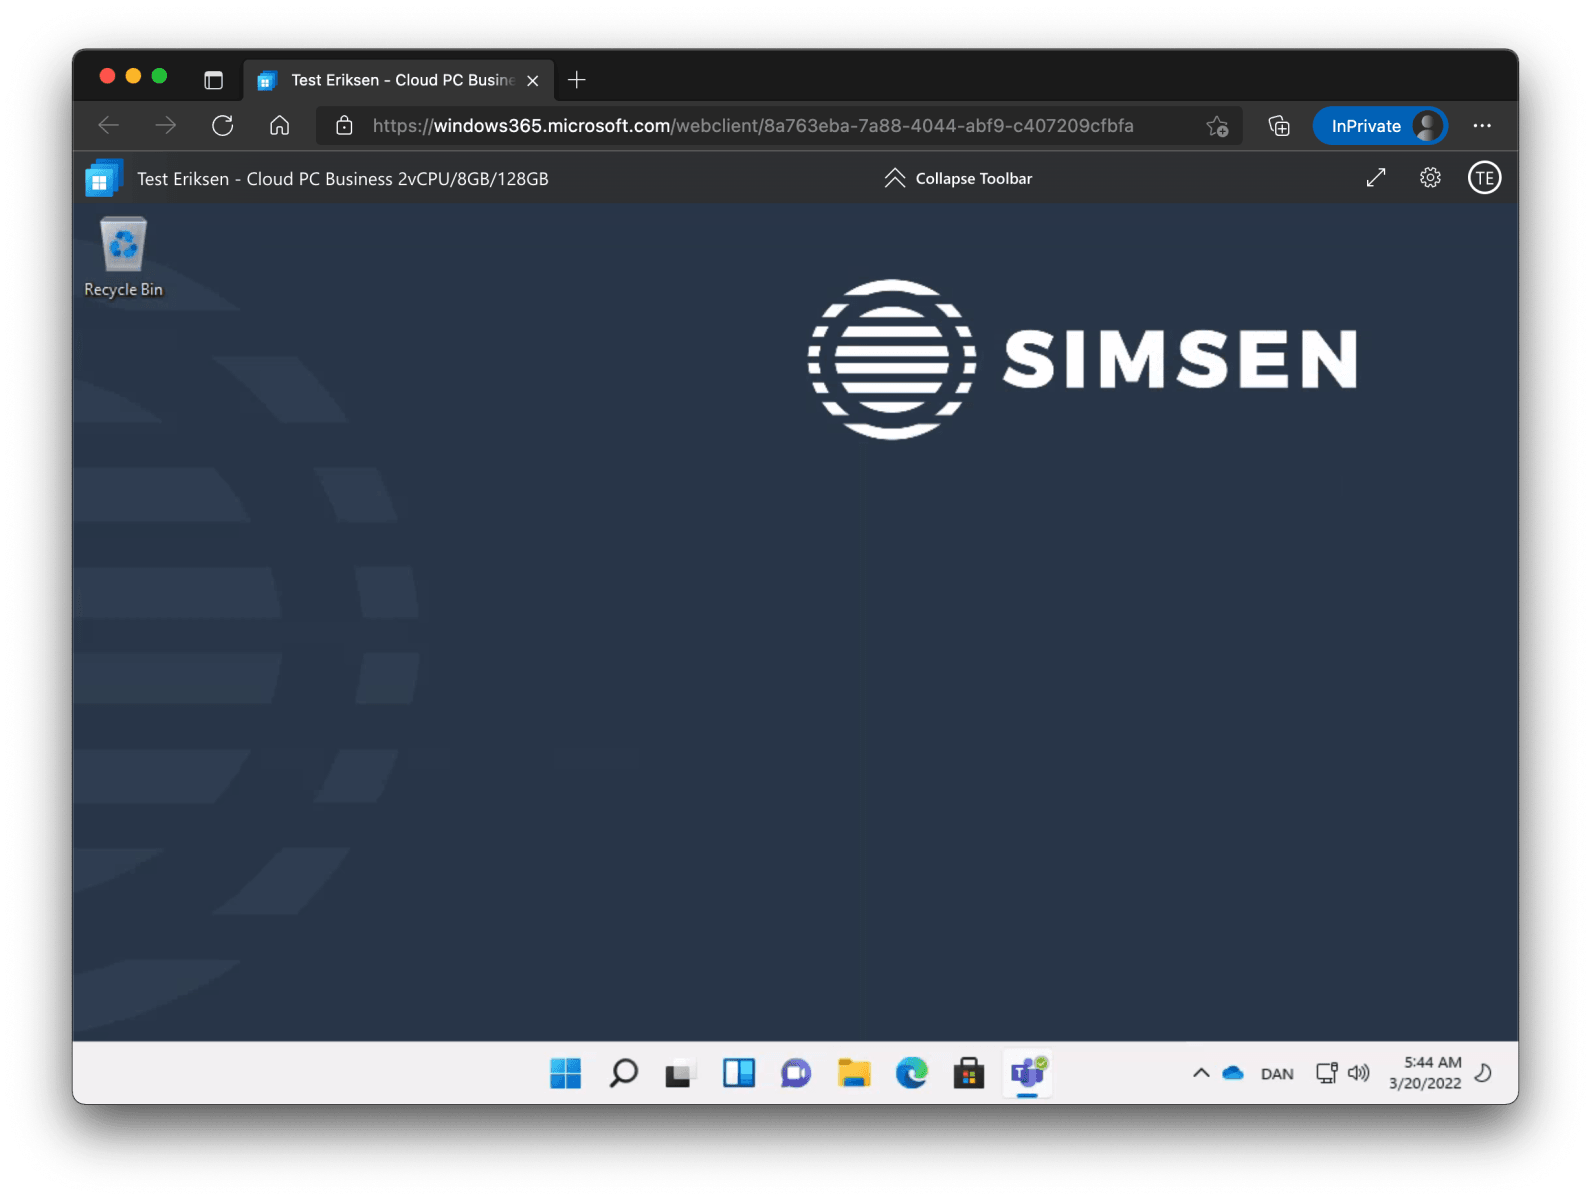 Test Eriksen - Cloud PC Busine
https://windows365.microsoft.com/webclient/8a763eba-7a88-4044-abf9-c407209cfbfa
InPrivate
Test Eriksen - Cloud PC Business 2vCPU/8GB/128GB
Collapse Toolbar
TE
Recycle Bin
SIMSEN
DAN
5:44 AM
3/20/2022